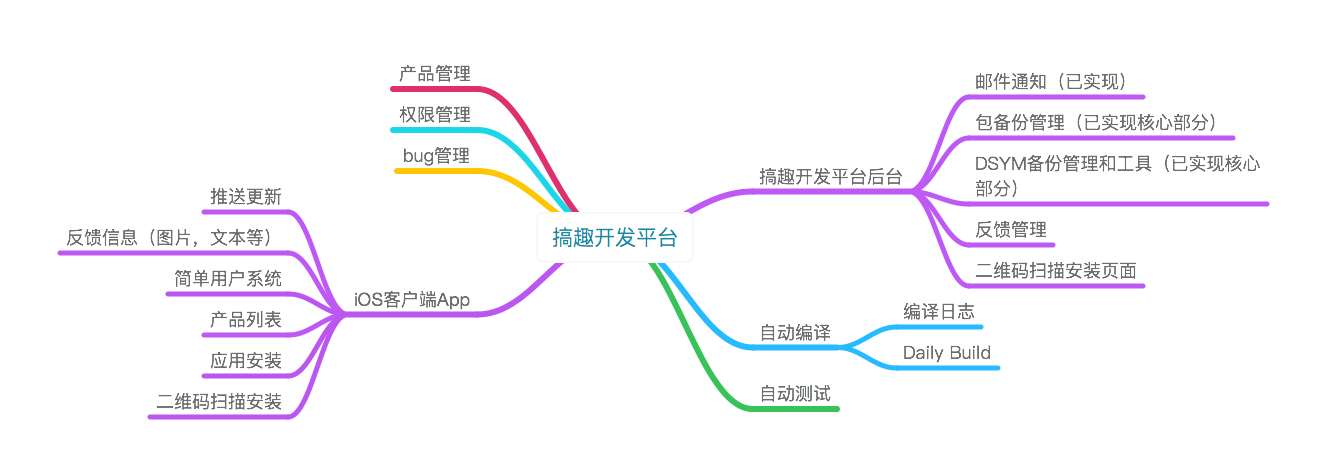 产品管理
权限管理
bug管理
推送更新
反馈信息（图片，文本等）
简单用户系统
产品列表
应用安装
二维码扫描安装
iOS客户端App
搞趣开发平台
搞趣开发平台后台
邮件通知（已实现）
包备份管理（已实现核心部分）
DSYM备份管理和工具（已实现核心
部分）
反馈管理
二维码扫描安装页面
自动编译
编译日志
Daily Build
自动测试